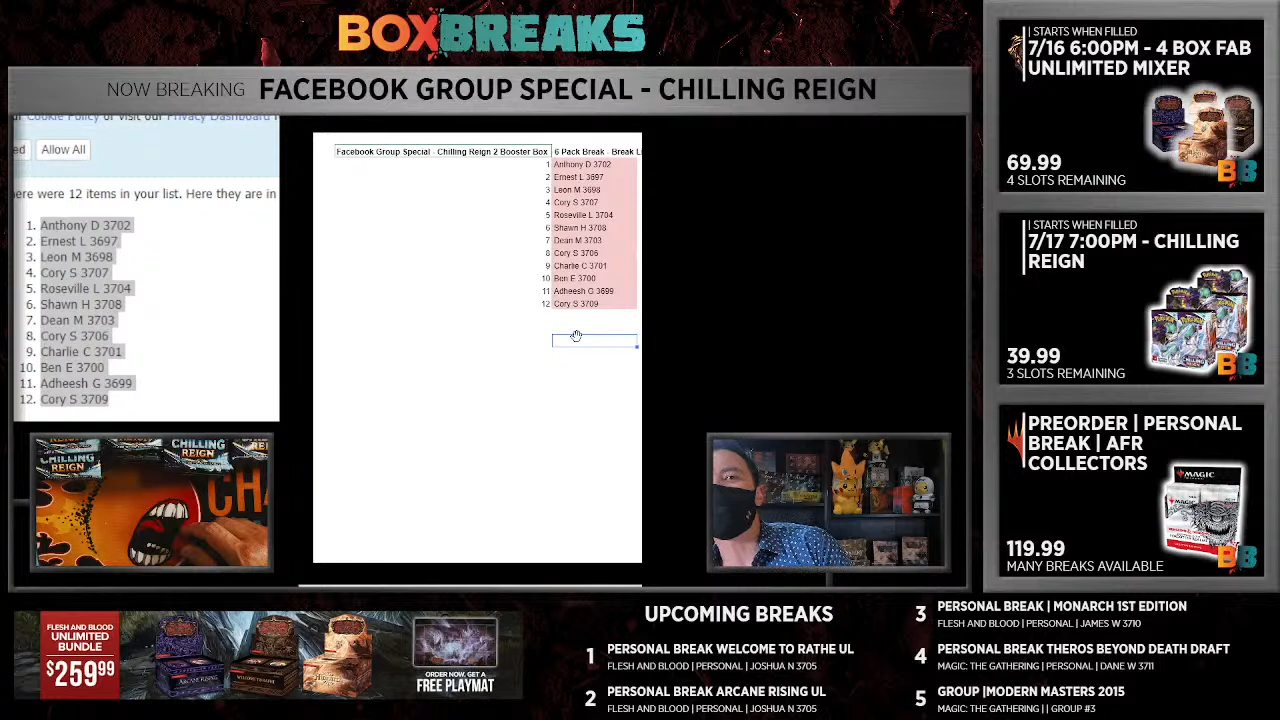 BOXBREAKS
NOW BREAKING FACEBOOK GROUP SPECIAL - CHILLING REIGN
Cookie Policy or visit our Privacy Dashboard
Allow All
ere were 12 items in your list. Here they are in
1. Anthony D 3702
2. Ernest L 3697
3. Leon M 3698
4. Cory S 3707
5. Roseville L 3704
6. Shawn H 3708
7. Dean M 3703
8. Cory S 3706
9. Charlie C 3701
10. Ben E 3700
11. Adheesh G 3699
12. Cory S 3709
Facebook Group Special - Chilling Reign 2 Booster Box 6 Pack Break - Break Li
1 Anthony D 3702
2 Ernest L 3697
3 Leon M 3698
4 Cory S 3707
5 Roseville L 3704
6 Shawn H 3708
7 Dean M 3703
8 Cory S 3706
9 Charlie C 3701
10 Ben E 3700
11 Adheesh G 3699
12 Cory S 3709
CHILLING
REIGN
CHILLING
REIGN
CHA
| STARTS WHEN FILLED
7/16 6:00PM - 4 BOX FAB
UNLIMITED MIXER
69.99
4 SLOTS REMAINING
BB
| STARTS WHEN FILLED
7/17 7:00PM - CHILLING
REIGN
39.99
3 SLOTS REMAINING
BB
PREORDER | PERSONAL
BREAK | AFR
COLLECTORS
MAGIC
119.99
MANY BREAKS AVAILABLE
BB
FLESH AND BLOOD
UNLIMITED
BUNDLE
$259.99
ARCANE RISING
ORDER NOW, GET A
FREE PLAYMAT
UPCOMING BREAKS
1 PERSONAL BREAK WELCOME TO RATHE UL
FLESH AND BLOOD | PERSONAL | JOSHUA N 3705
2 PERSONAL BREAK ARCANE RISING UL
FLESH AND BLOOD | PERSONAL | JOSHUA N 3705
3 PERSONAL BREAK | MONARCH 1ST EDITION
FLESH AND BLOOD | PERSONAL | JAMES W 3710
4 PERSONAL BREAK THEROS BEYOND DEATH DRAFT
MAGIC: THE GATHERING | PERSONAL | DANE W 3711
5 GROUP |MODERN MASTERS 2015
MAGIC: THE GATHERING | | GROUP #3